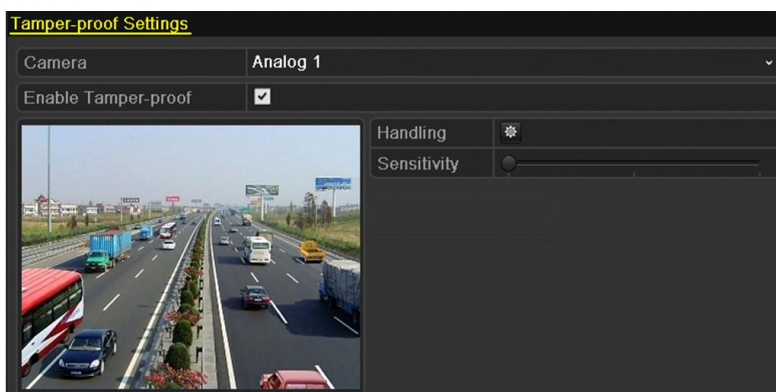 Tamper-proof Settings
Camera
Analog 1
Enable Tamper-proof
Handling
Sensitivity